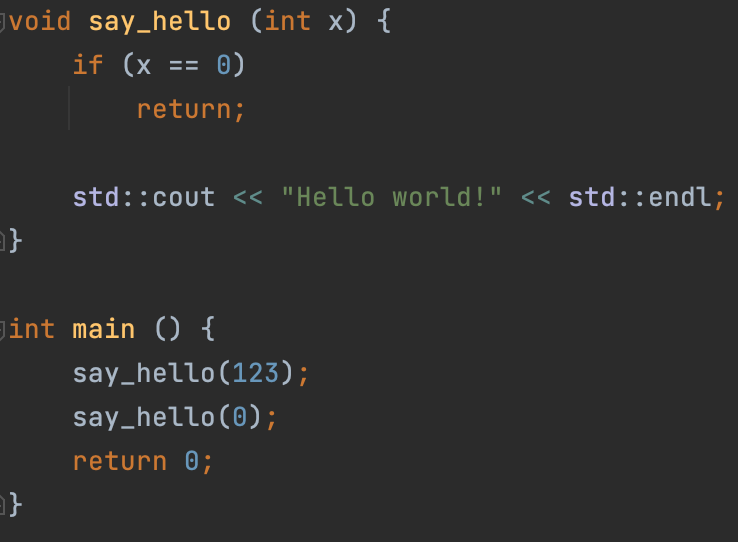 void say_hello (int x) {
    if (x == 0)
        return;

    std::cout << "Hello world!" << std::endl;
}

int main () {
    say_hello(123);
    say_hello(0);
    return 0;
}